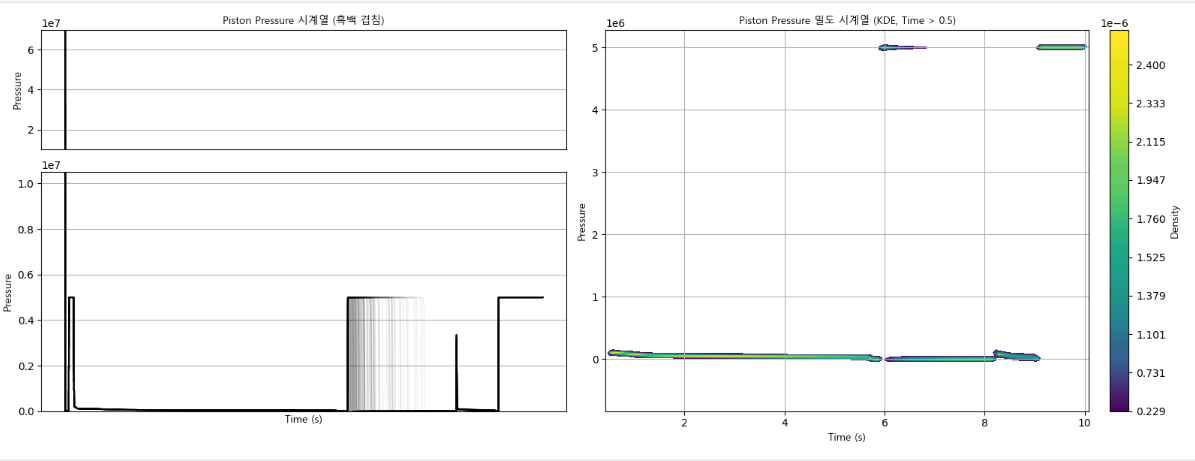 Piston Pressure 시계열 (흑백 겹침)
1e7
6
4
2
Pressure
1e7
1.0
0.8
0.6
0.4
0.2
0.0
Pressure
Time (s)
Piston Pressure 밀도 시계열 (KDE, Time > 0.5)
1e6
5
4
3
2
1
0
Pressure
2
4
6
8
10
Time (s)
1e−6
2.400
2.333
2.115
1.947
1.760
1.525
1.379
1.101
0.731
0.229
Density